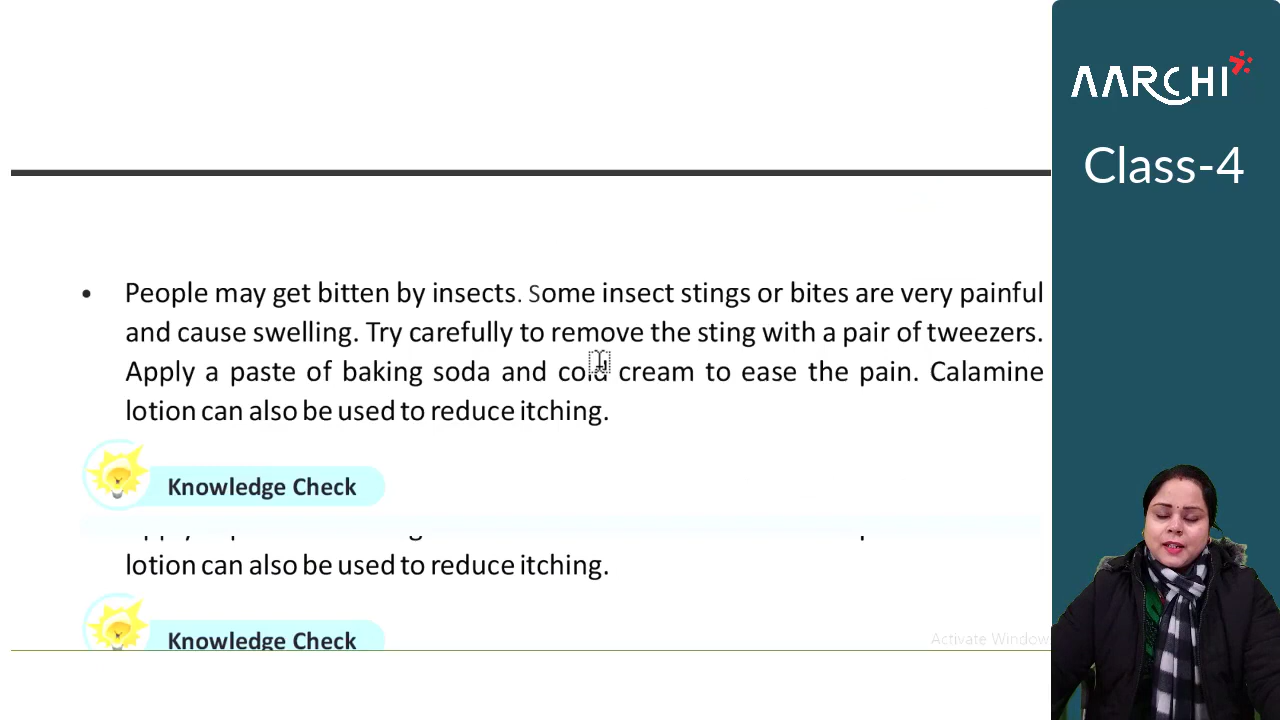 AARCHI
Class-4
• People may get bitten by insects. Some insect stings or bites are very painful
and cause swelling. Try carefully to remove the sting with a pair of tweezers.
Apply a paste of baking soda and cold cream to ease the pain. Calamine
lotion can also be used to reduce itching.
Knowledge Check
lotion can also be used to reduce itching.
Knowledge Check
Activate Window